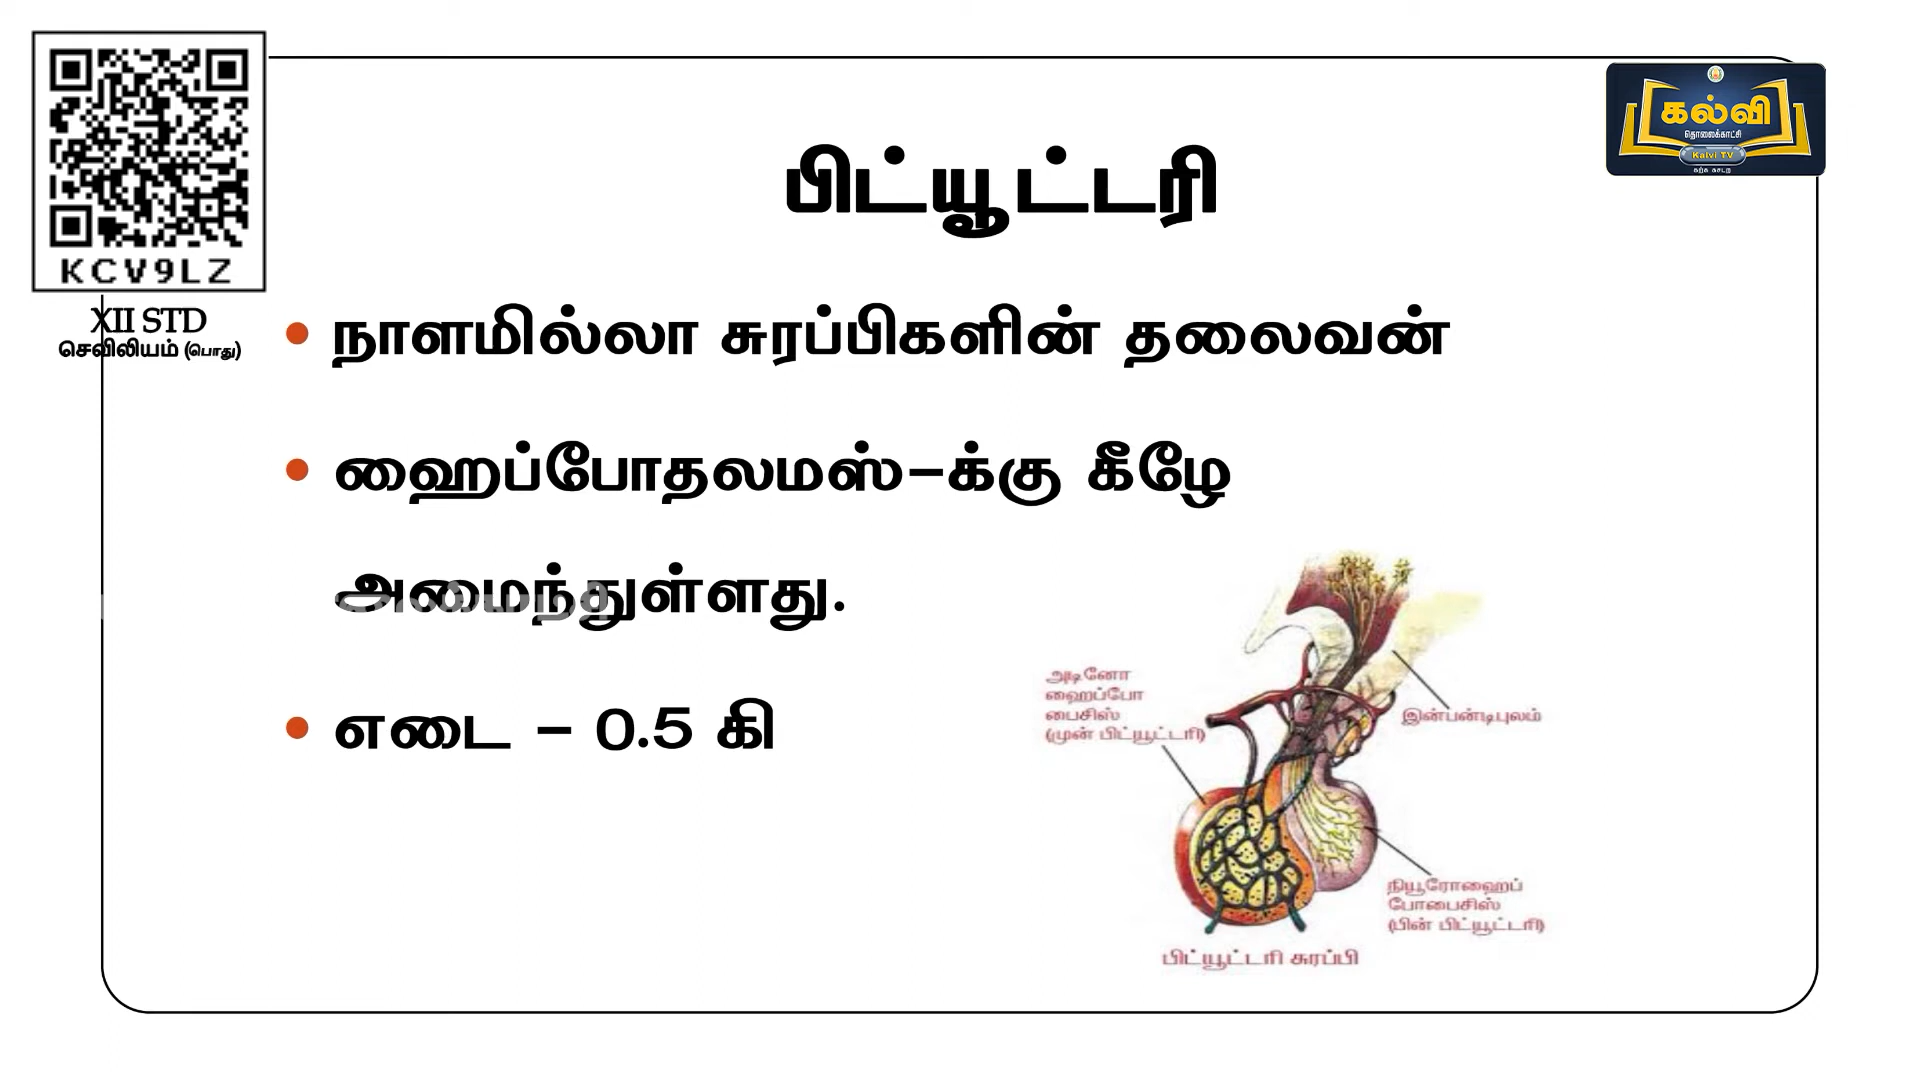 KCV9LZ
XII STD
செவிலியம் (பொது)
கல்வி
தொலைக்காட்சி
Kalvi TV
பிட்யூட்டரி
• நாளமில்லா சுரப்பிகளின் தலைவன்
• ஹைப்போதலமஸ்-க்கு கீழே
அமைந்துள்ளது.
• எடை - 0.5 கி
அடினோ
ஹைப்போ
பைசிஸ்
(முன் பிட்யூட்டரி)
இன்பன்டிபுலம்
நியூரோஹைப்
போபைசிஸ்
(பின் பிட்யூட்டரி)
பிட்யூட்டரி சுரப்பி